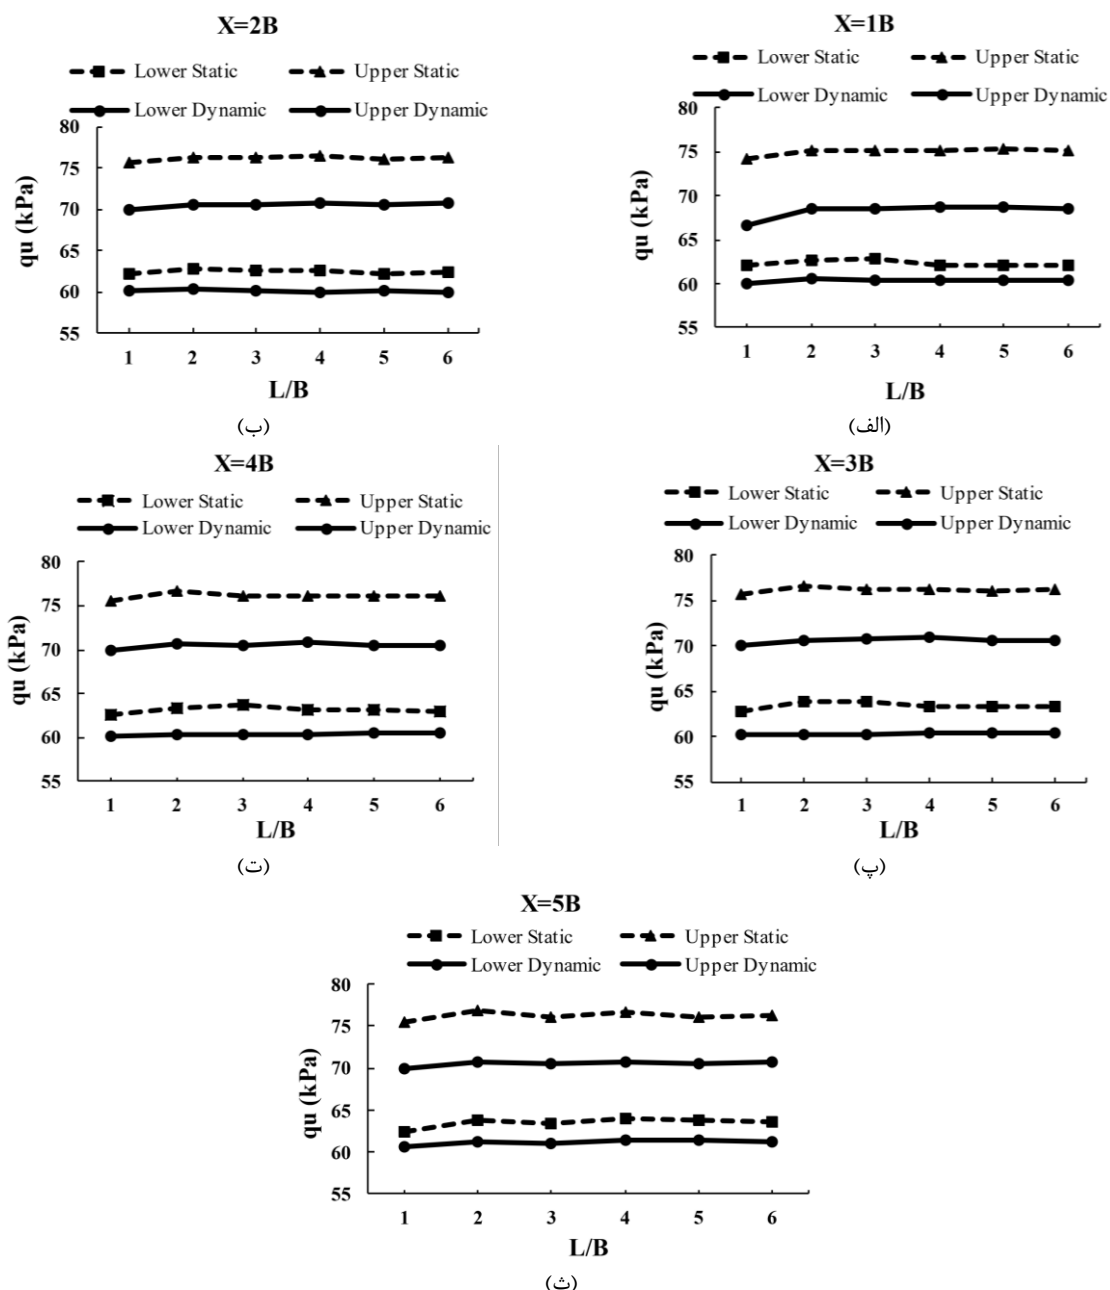 X=2B
Lower Static
Upper Static
Lower Dynamic
Upper Dynamic
80
75
70
65
60
55
qu (kPa)
1 2 3 4 5 6
L/B
(ب)
X=1B
Lower Static
Upper Static
Lower Dynamic
Upper Dynamic
80
75
70
65
60
55
qu (kPa)
1 2 3 4 5 6
L/B
(الف)
X=4B
Lower Static
Upper Static
Lower Dynamic
Upper Dynamic
80
75
70
65
60
55
qu (kPa)
1 2 3 4 5 6
L/B
(ت)
X=3B
Lower Static
Upper Static
Lower Dynamic
Upper Dynamic
80
75
70
65
60
55
qu (kPa)
1 2 3 4 5 6
L/B
(پ)
X=5B
Lower Static
Upper Static
Lower Dynamic
Upper Dynamic
80
75
70
65
60
55
qu (kPa)
1 2 3 4 5 6
L/B
(ث)